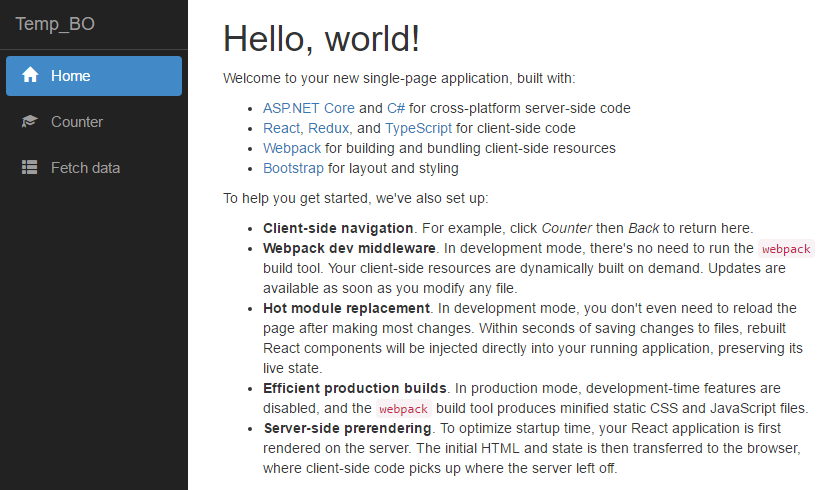 Temp_BO
Home
Counter
Fetch data
Hello, world!
Welcome to your new single-page application, built with:
ASP.NET Core and C# for cross-platform server-side code
React, Redux, and TypeScript for client-side code
Webpack for building and bundling client-side resources
Bootstrap for layout and styling
To help you get started, we've also set up:
Client-side navigation. For example, click Counter then Back to return here.
Webpack dev middleware. In development mode, there's no need to run the webpack
build tool. Your client-side resources are dynamically built on demand. Updates are
available as soon as you modify any file.
Hot module replacement. In development mode, you don't even need to reload the
page after making most changes. Within seconds of saving changes to files, rebuilt
React components will be injected directly into your running application, preserving its
live state.
Efficient production builds. In production mode, development-time features are
disabled, and the webpack build tool produces minified static CSS and JavaScript files.
Server-side prerendering. To optimize startup time, your React application is first
rendered on the server. The initial HTML and state is then transferred to the browser,
where client-side code picks up where the server left off.